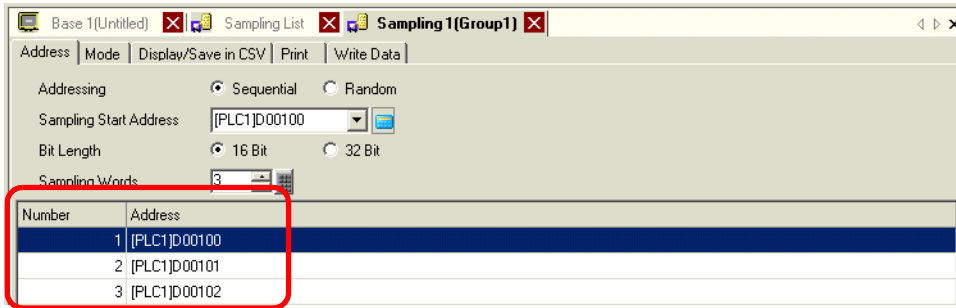 Base 1(Untitled) Sampling List Sampling 1(Group1)
Address Mode Display/Save in CSV Print Write Data
Addressing Sequential Random
Sampling Start Address [PLC1]D00100
Bit Length 16 Bit 32 Bit
Sampling Words 3
Number Address
1 [PLC1]D00100
2 [PLC1]D00101
3 [PLC1]D00102